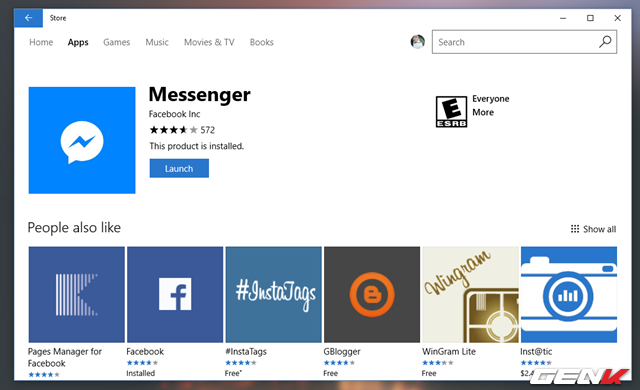 Store
Home Apps Games Music Movies & TV Books
Search
Messenger
Facebook Inc
572
This product is installed.
Launch
E
ESRB
Everyone
More
People also like
Show all
#InstaTags
Wingram
Pages Manager for Facebook
Facebook
Installed
#InstaTags
Free*
GBlogger
Free
WinGram Lite
Free
Inst@tic
GENK